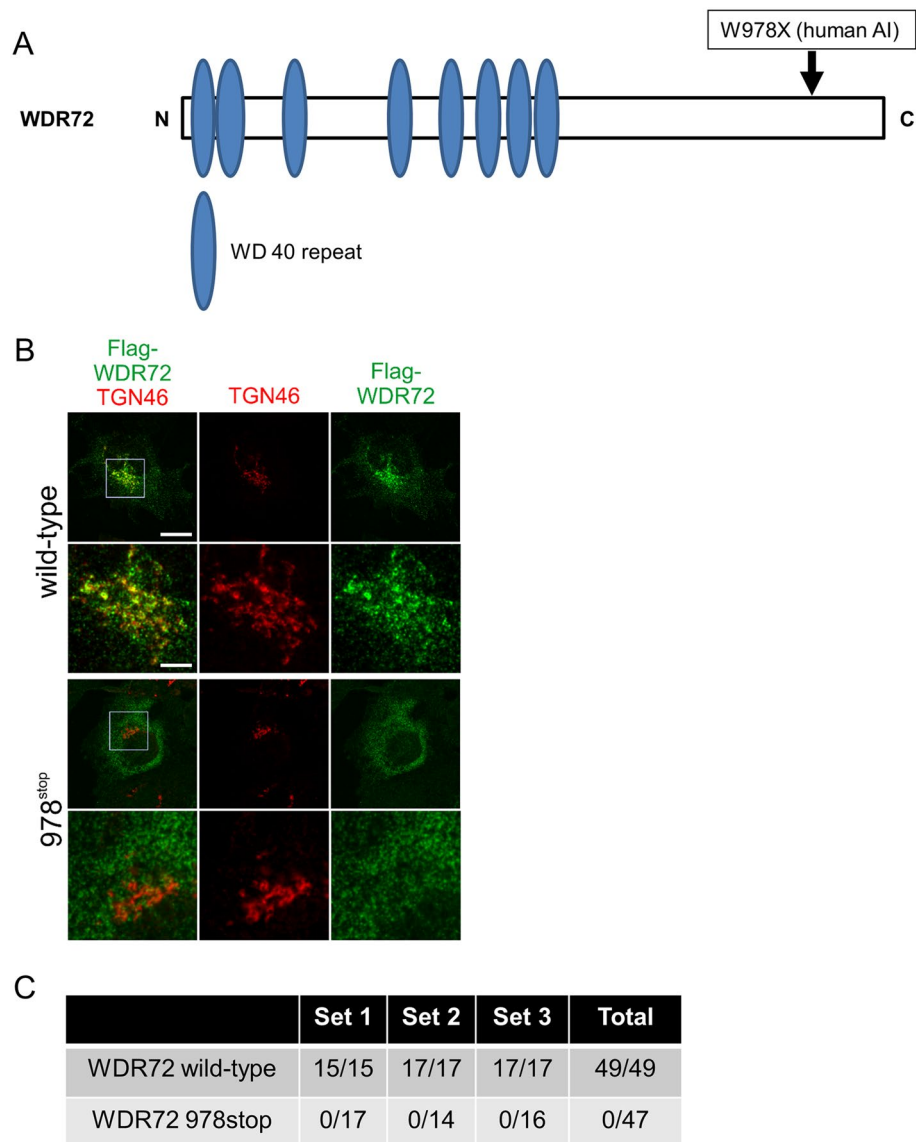 A
W978X (human AI)
WDR72
N
C
WD 40 repeat
B
Flag-
WDR72
TGN46
TGN46
Flag-
WDR72
wild-type
978stop
C
Set 1 Set 2 Set 3 Total
WDR72 wild-type 15/15 17/17 17/17 49/49
WDR72 978stop 0/17 0/14 0/16 0/47